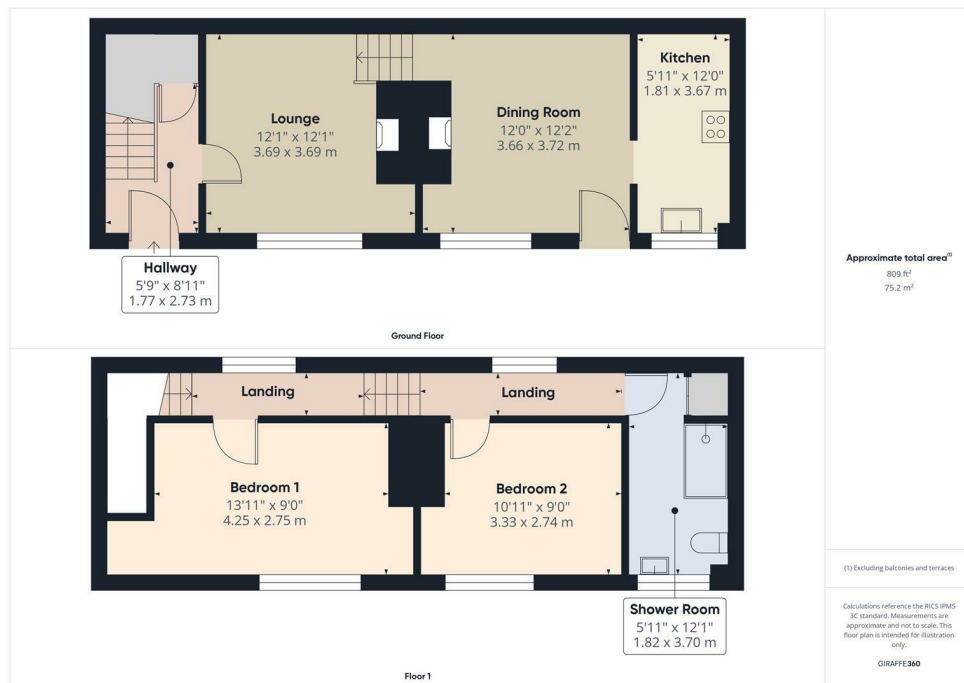 Lounge
12'1" x 12'1"
3.69 x 3.69 m
Dining Room
12'0" x 12'2"
3.66 x 3.72 m
Kitchen
5'11" x 12'0"
1.81 x 3.67 m
Hallway
5'9" x 8'11"
1.77 x 2.73 m
Ground Floor
Landing
Landing
Bedroom 1
13'11" x 9'0"
4.25 x 2.75 m
Bedroom 2
10'11" x 9'0"
3.33 x 2.74 m
Shower Room
5'11" x 12'1"
1.82 x 3.70 m
Floor 1
Approximate total area(1)
809 ft²
75.2 m²
(1) Excluding balconies and terraces
Calculations reference the RICS IPMS
3C standard. Measurements are
approximate and not to scale. This
floor plan is intended for illustration
only.
GIRAFFE360